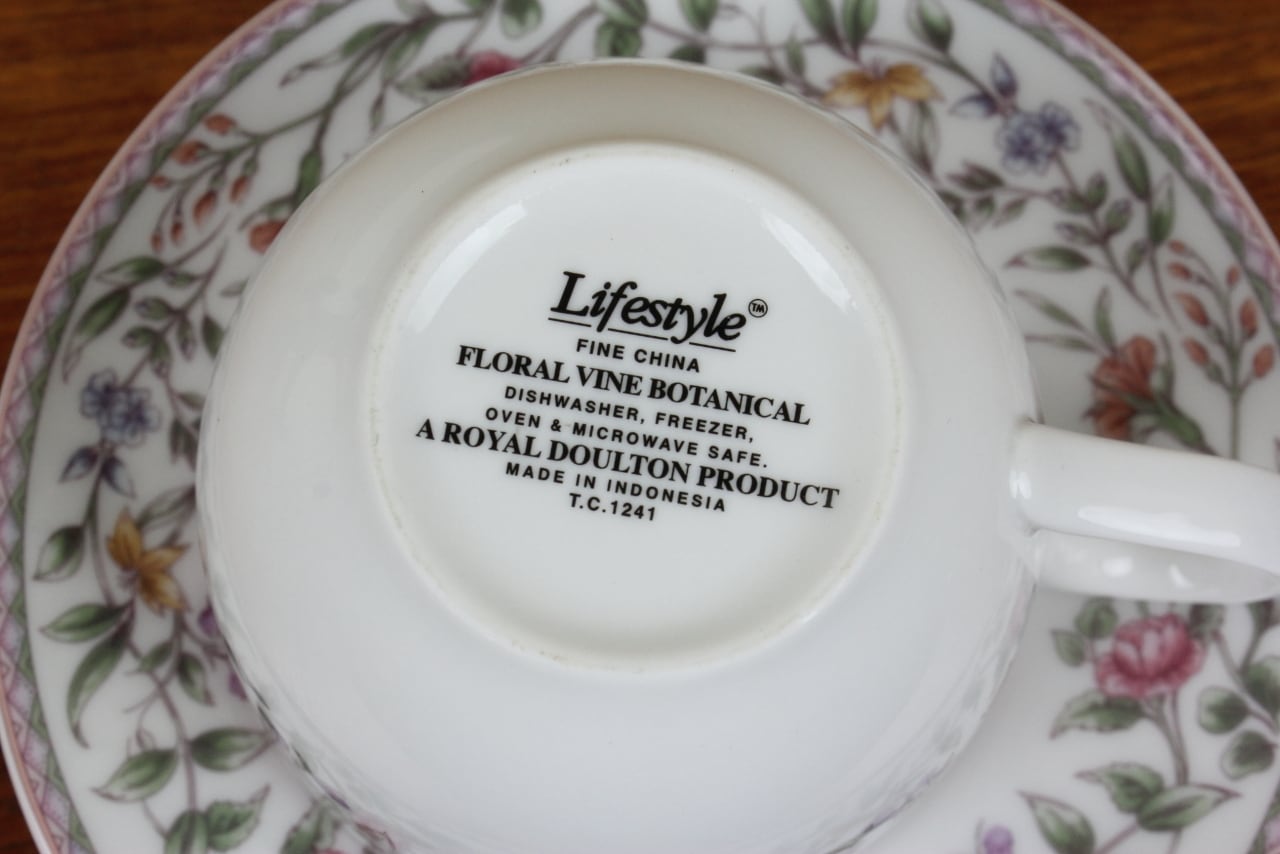 Lifestyle™
FINE CHINA
FLORAL VINE BOTANICAL
DISHWASHER, FREEZER,
OVEN & MICROWAVE SAFE.
A ROYAL DOULTON PRODUCT
MADE IN INDONESIA
T.C.1241